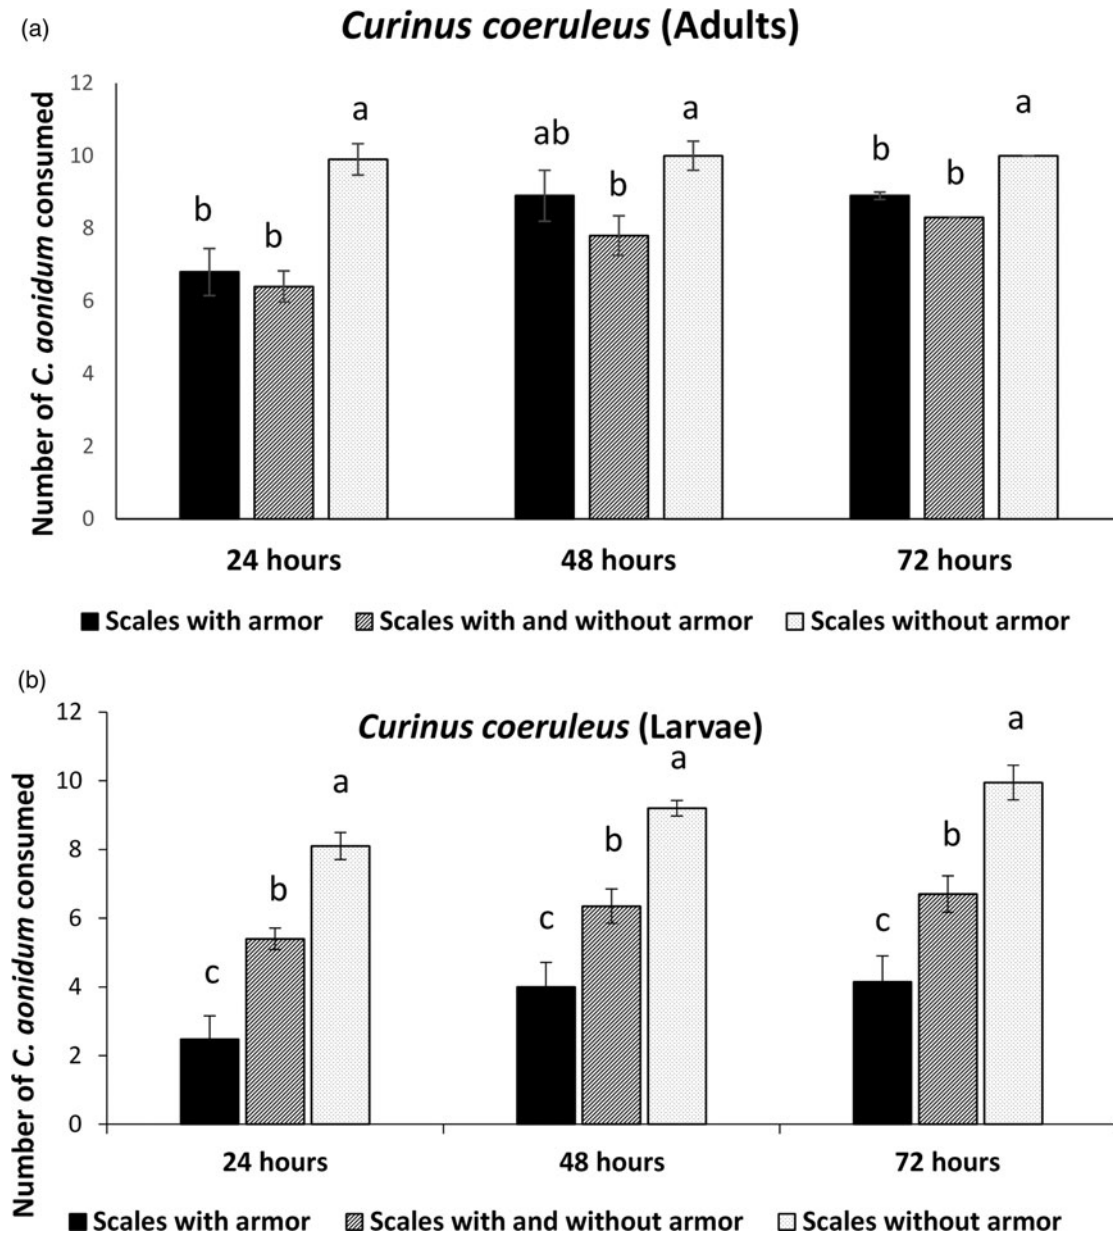 (a)
Curinus coeruleus (Adults)
Number of C. aonidum consumed
12
10
8
6
4
2
0
b
b
a
ab
b
a
b
b
a
24 hours
48 hours
72 hours
Scales with armor
Scales with and without armor
Scales without armor
(b)
Curinus coeruleus (Larvae)
Number of C. aonidum consumed
12
10
8
6
4
2
0
c
b
a
c
b
a
c
b
a
24 hours
48 hours
72 hours
Scales with armor
Scales with and without armor
Scales without armor